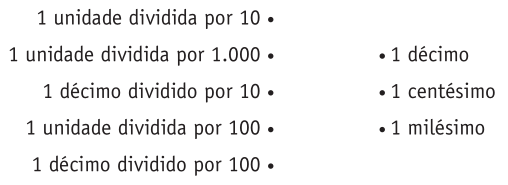 1 unidade dividida por 10 •
1 unidade dividida por 1.000 •
• 1 décimo
1 décimo dividido por 10 •
• 1 centésimo
1 unidade dividida por 100 •
• 1 milésimo
1 décimo dividido por 100 •